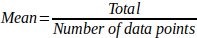 Mean = Total / Number of data points